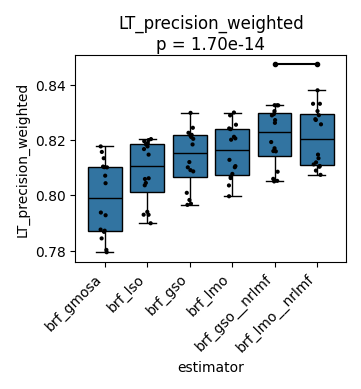 LT_precision_weighted
p = 1.70e-14
LT_precision_weighted
0.84
0.82
0.80
0.78
brf_gmosa
brf_lso
brf_gso
brf_lmo
brf_gso__nrlmf
brf_lmo__nrlmf
estimator